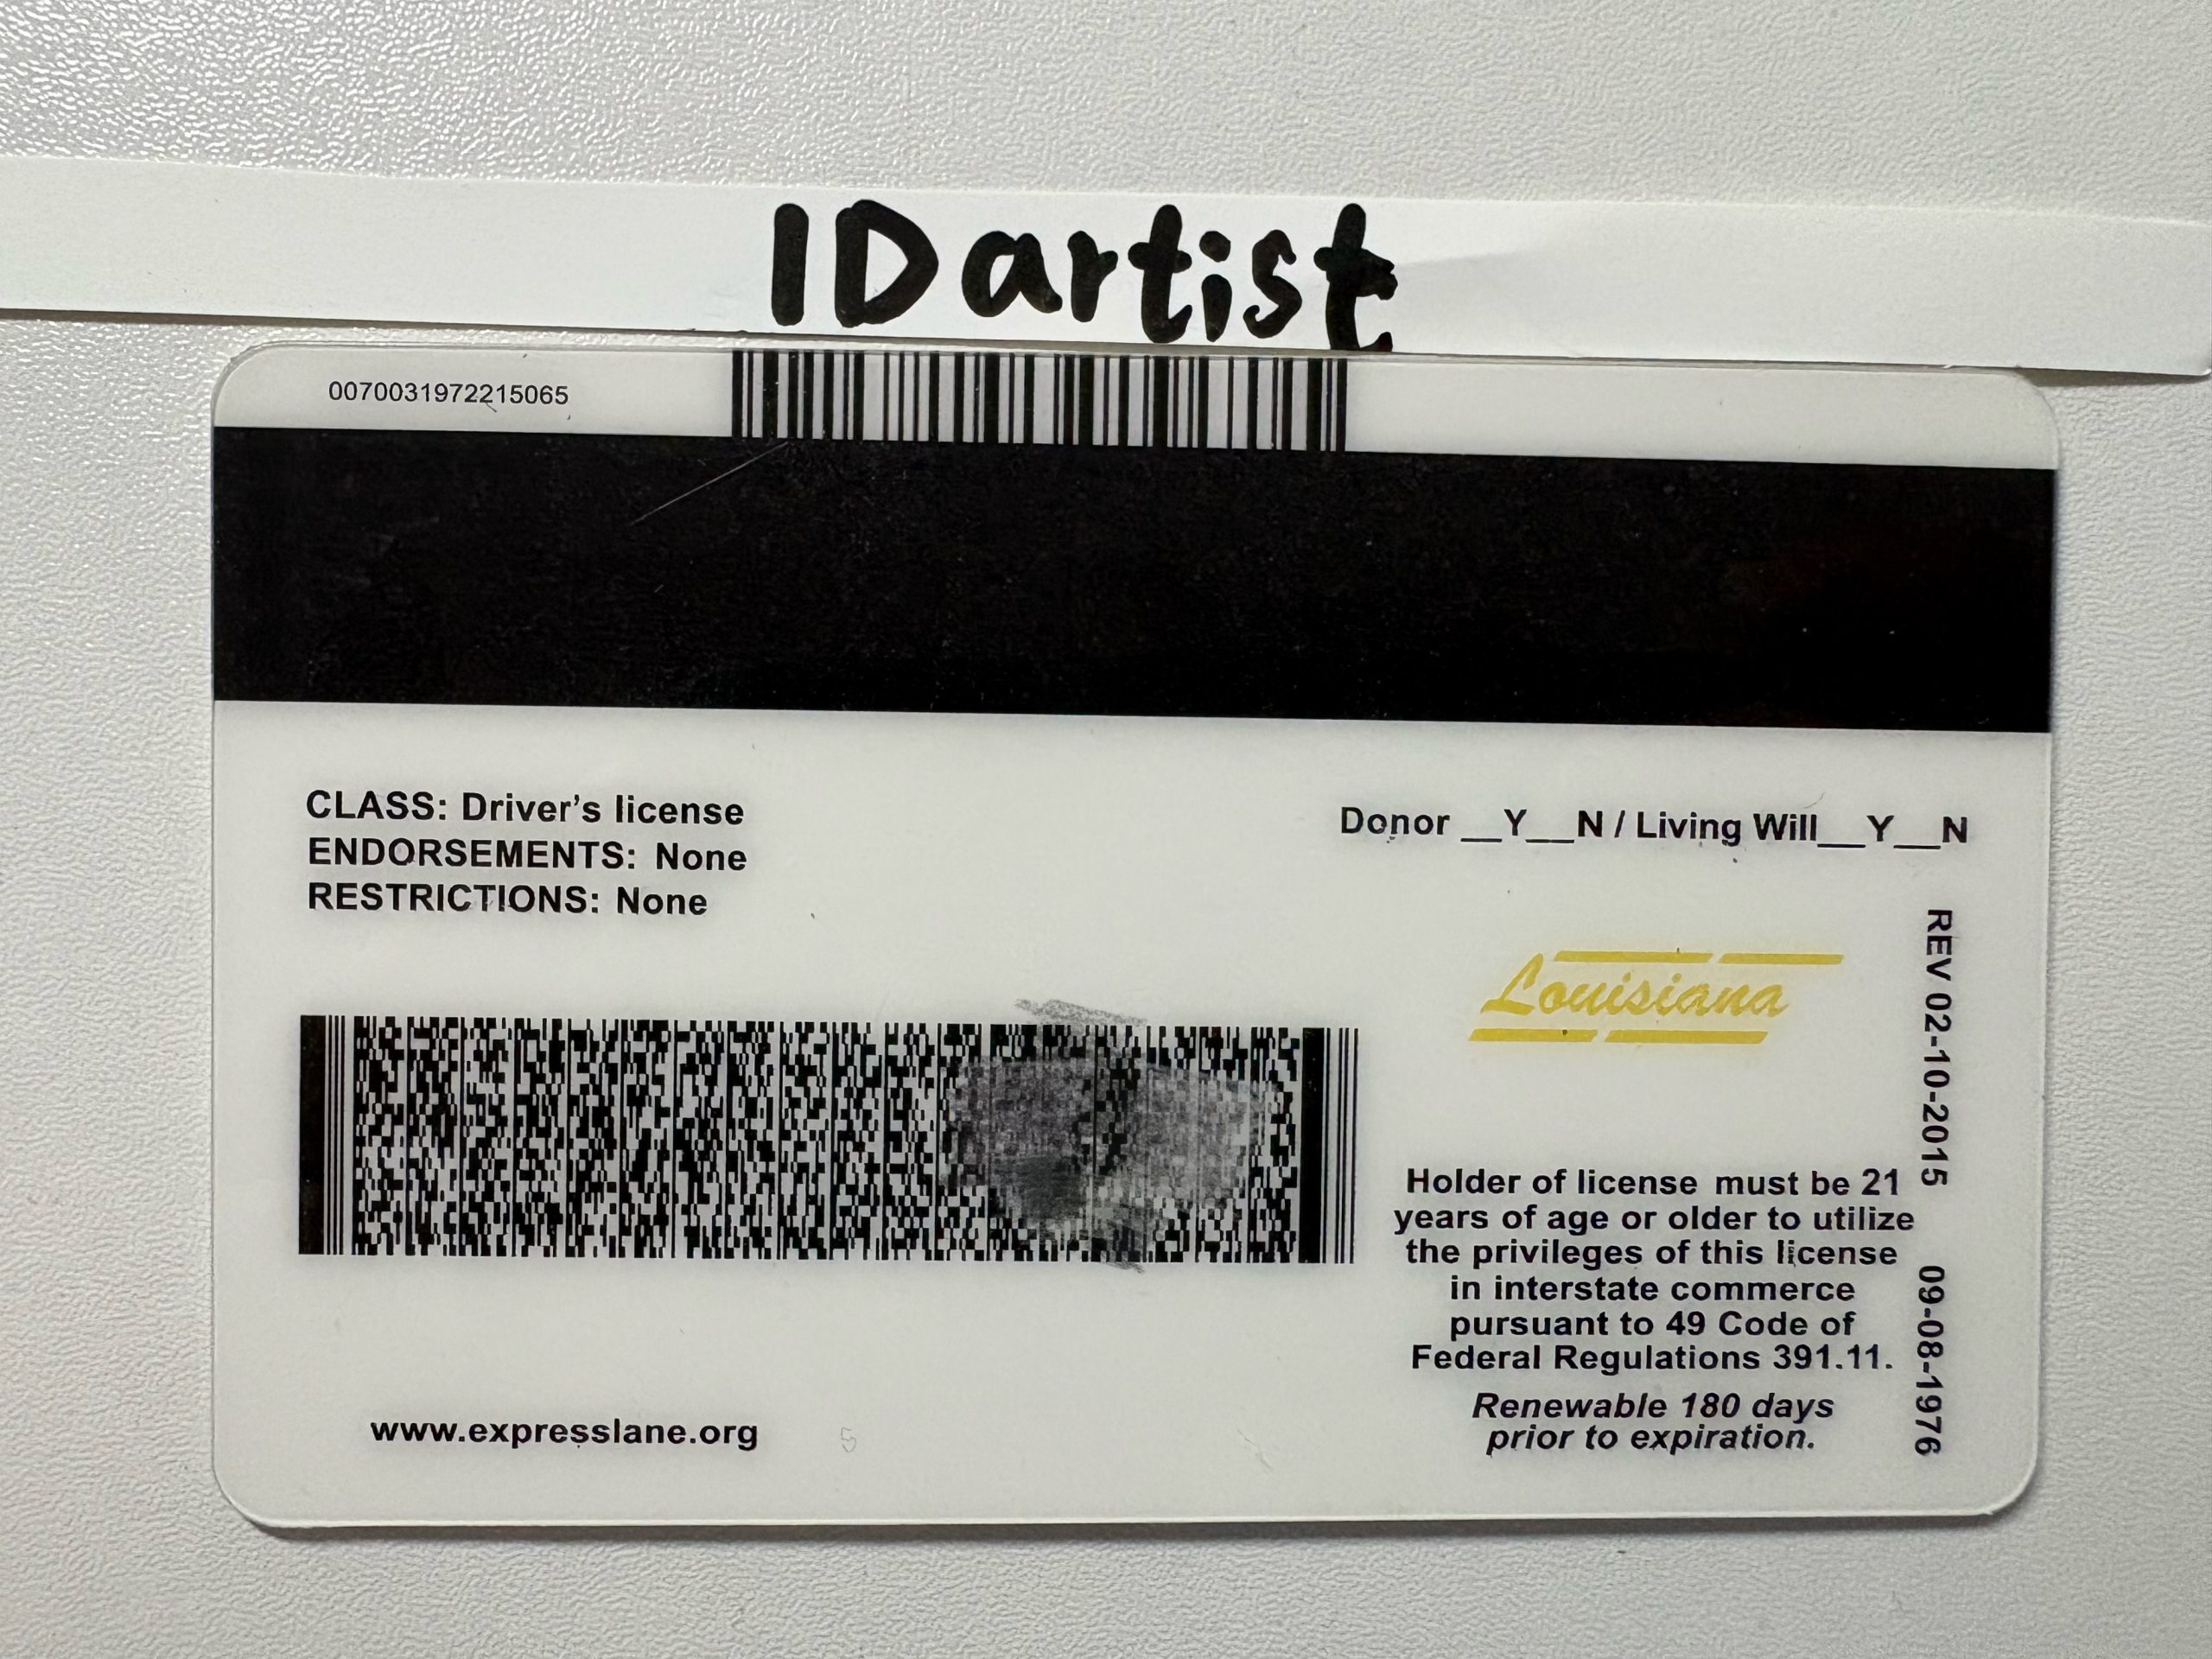 IDartist
0070031972215065
CLASS: Driver's license
ENDORSEMENTS: None
RESTRICTIONS: None
Donor __Y__N / Living Will__Y__N
Louisiana
REV 02-10-2015
09-08-1976
Holder of license must be 21
years of age or older to utilize
the privileges of this license
in interstate commerce
pursuant to 49 Code of
Federal Regulations 391.11.
Renewable 180 days
prior to expiration.
www.expresslane.org
5